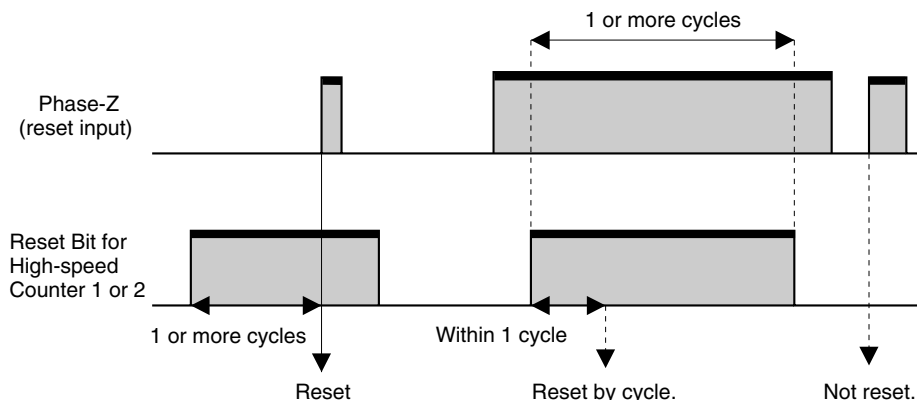 1 or more cycles
Phase-Z
(reset input)
Reset Bit for
High-speed
Counter 1 or 2
1 or more cycles
Within 1 cycle
Reset
Reset by cycle.
Not reset.